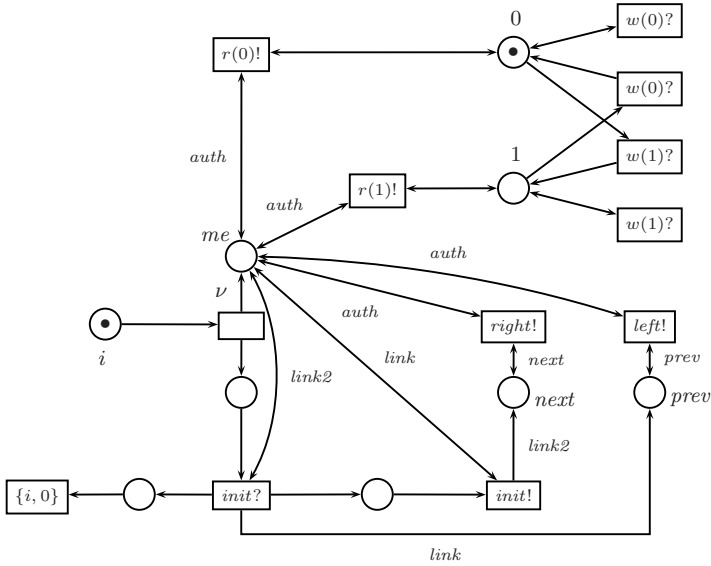 0
w(0)?
r(0)!
w(0)?
auth
1
w(1)?
r(1)!
auth
w(1)?
me
auth
ν
auth
right!
left!
i
link
next
prev
link2
next
prev
link2
{i, 0}
init?
init!
link